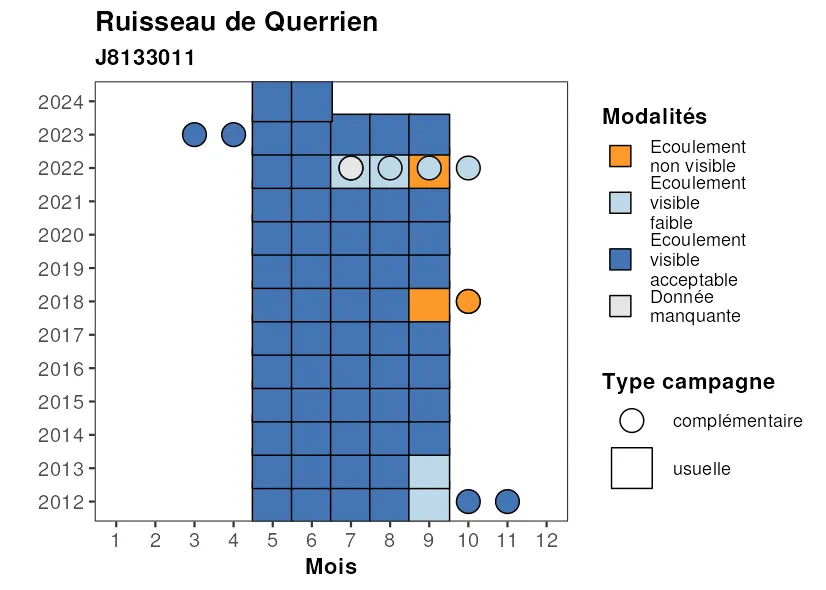 Ruisseau de Querrien
J8133011
2024
2023
2022
2021
2020
2019
2018
2017
2016
2015
2014
2013
2012
1 2 3 4 5 6 7 8 9 10 11 12
Mois
Modalités
Ecoulement
non visible
Ecoulement
visible
faible
Ecoulement
visible
acceptable
Donnée
manquante
Type campagne
complémentaire
usuelle